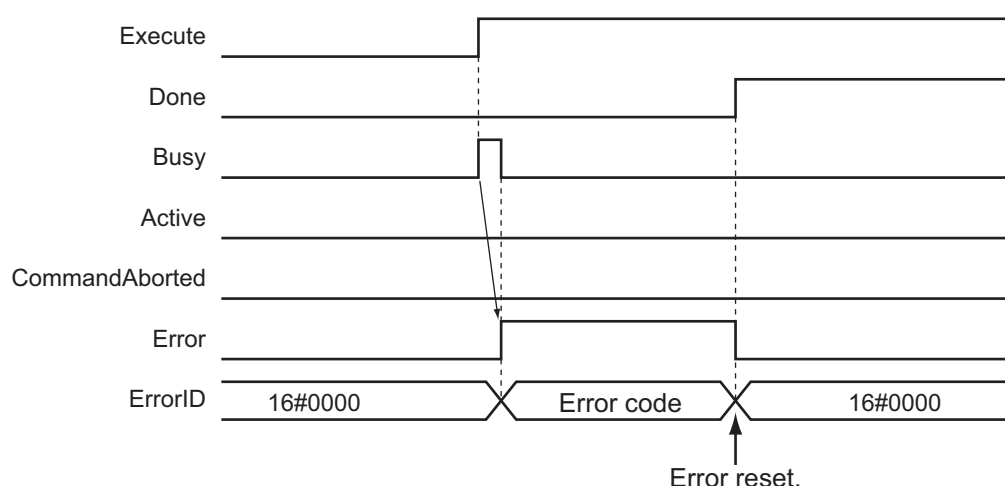 Execute
Done
Busy
Active
CommandAborted
Error
ErrorID 16#0000 Error code 16#0000
Error reset.